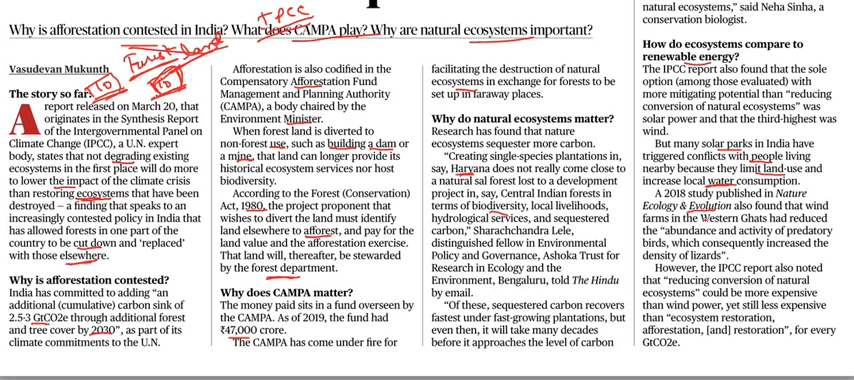 Why is afforestation contested in India? What does CAMPA play? Why are natural ecosystems important?
TPCC
Forest land
10
10
Vasudevan Mukunth
The story so far:
A report released on March 20, that
originates in the Synthesis Report
of the Intergovernmental Panel on
Climate Change (IPCC), a U.N. expert
body, states that not degrading existing
ecosystems in the first place will do more
to lower the impact of the climate crisis
than restoring ecosystems that have been
destroyed – a finding that speaks to an
increasingly contested policy in India that
has allowed forests in one part of the
country to be cut down and ‘replaced’
with those elsewhere.
Why is afforestation contested?
India has committed to adding “an
additional (cumulative) carbon sink of
2.5-3 GtCO2e through additional forest
and tree cover by 2030”, as part of its
climate commitments to the U.N.
Afforestation is also codified in the
Compensatory Afforestation Fund
Management and Planning Authority
(CAMPA), a body chaired by the
Environment Minister.
When forest land is diverted to
non-forest use, such as building a dam or
a mine, that land can longer provide its
historical ecosystem services nor host
biodiversity.
According to the Forest (Conservation)
Act, 1980, the project proponent that
wishes to divert the land must identify
land elsewhere to afforest, and pay for the
land value and the afforestation exercise.
That land will, thereafter, be stewarded
by the forest department.
Why does CAMPA matter?
The money paid sits in a fund overseen by
the CAMPA. As of 2019, the fund had
₹47,000 crore.
The CAMPA has come under fire for
facilitating the destruction of natural
ecosystems in exchange for forests to be
set up in faraway places.
Why do natural ecosystems matter?
Research has found that nature
ecosystems sequester more carbon.
“Creating single-species plantations in,
say, Haryana does not really come close to
a natural sal forest lost to a development
project in, say, Central Indian forests in
terms of biodiversity, local livelihoods,
hydrological services, and sequestered
carbon,” Sharachchandra Lele,
distinguished fellow in Environmental
Policy and Governance, Ashoka Trust for
Research in Ecology and the
Environment, Bengaluru, told The Hindu
by email.
“Of these, sequestered carbon recovers
fastest under fast-growing plantations, but
even then, it will take many decades
before it approaches the level of carbon
natural ecosystems,” said Neha Sinha, a
conservation biologist.
How do ecosystems compare to
renewable energy?
The IPCC report also found that the sole
option (among those evaluated) with
more mitigating potential than “reducing
conversion of natural ecosystems” was
solar power and that the third-highest was
wind.
But many solar parks in India have
triggered conflicts with people living
nearby because they limit land-use and
increase local water consumption.
A 2018 study published in Nature
Ecology & Evolution also found that wind
farms in the Western Ghats had reduced
the “abundance and activity of predatory
birds, which consequently increased the
density of lizards”.
However, the IPCC report also noted
that “reducing conversion of natural
ecosystems” could be more expensive
than wind power, yet still less expensive
than “ecosystem restoration,
afforestation, [and] restoration”, for every
GtCO2e.